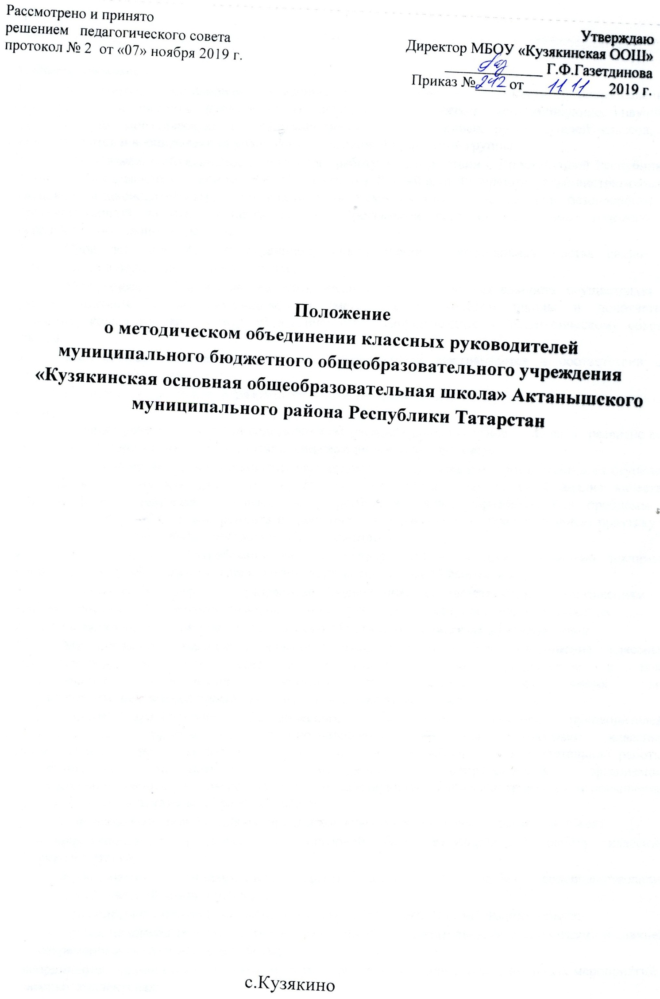 Рассмотрено и принято
решением педагогического совета
протокол № 2 от «07» ноября 2019 г.
Утверждаю
Директор МБОУ «Кузякинская ООШ»
Г.Ф.Газетдинова
Приказ № 242 от 11.11 2019 г.
Положение
о методическом объединении классных руководителей
муниципального бюджетного общеобразовательного учреждения
«Кузякинская основная общеобразовательная школа» Актанышского
муниципального района Республики Татарстан
с.Кузякино